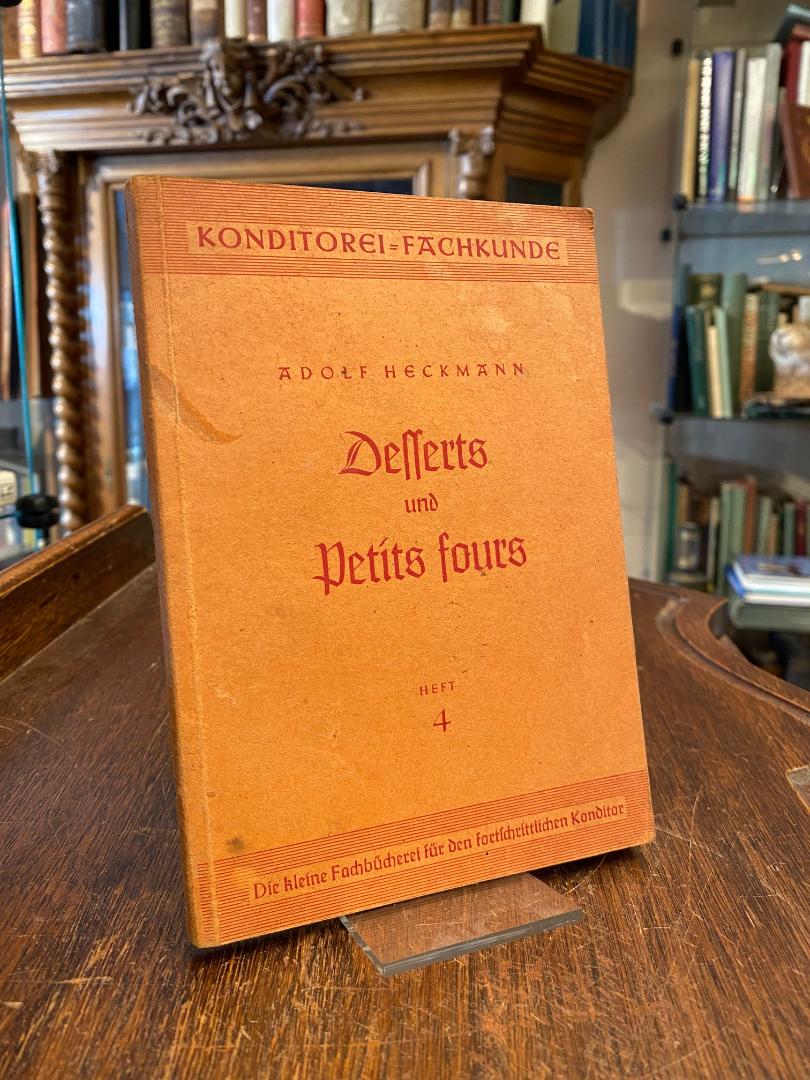 KONDITOREI=FACHKUNDE
ADOLF HECKMANN
Deſſerts
und
Petits fours
HEFT
4
Die kleine Fachbücherei für den fortſchrittlichen Konditor